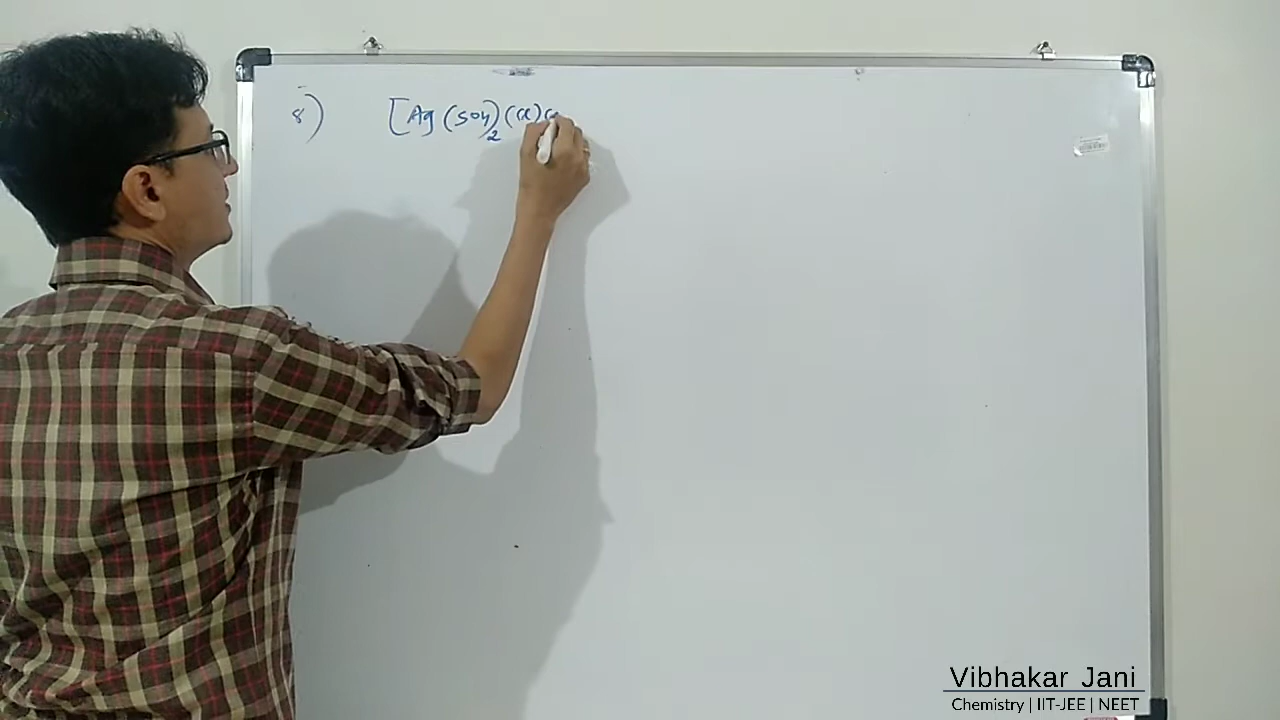 8) [Ag (SO4)2 (Cl)
Vibhakar Jani
Chemistry | IIT-JEE | NEET